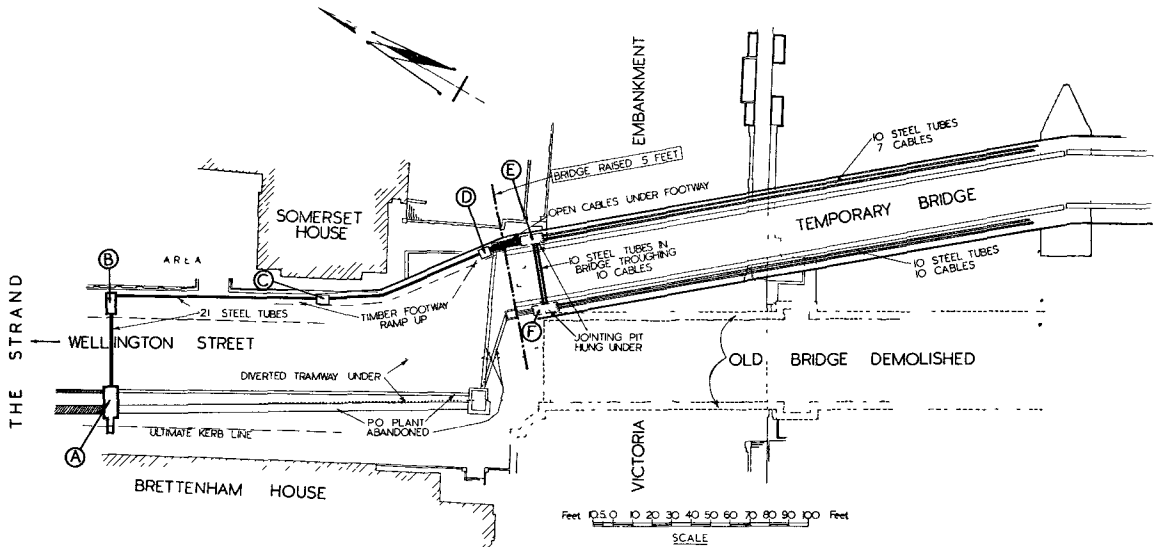 EMBANKMENT
BRIDGE RAISED 5 FEET
E
10 STEEL TUBES
7 CABLES
OPEN CABLES UNDER FOOTWAY
D
SOMERSET
HOUSE
TEMPORARY BRIDGE
AREA
B
C
10 STEEL TUBES IN
BRIDGE TROUGHING
10 CABLES
10 STEEL TUBES
10 CABLES
21 STEEL TUBES
TIMBER FOOTWAY
RAMP UP
F
JOINTING PIT
HUNG UNDER
THE STRAND
WELLINGTON STREET
OLD BRIDGE DEMOLISHED
DIVERTED TRAMWAY UNDER
P.O PLANT
ABANDONED
ULTIMATE KERB LINE
A
VICTORIA
BRETTENHAM HOUSE
Feet 10 5 0 10 20 30 40 50 60 70 80 90 100 Feet
SCALE